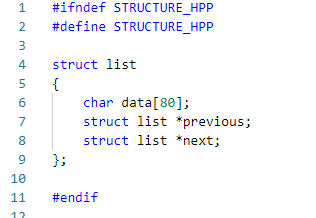 1 #ifndef STRUCTURE_HPP
2 #define STRUCTURE_HPP
3
4 struct list
5 {
6     char data[80];
7     struct list *previous;
8     struct list *next;
9 };
10
11 #endif
12